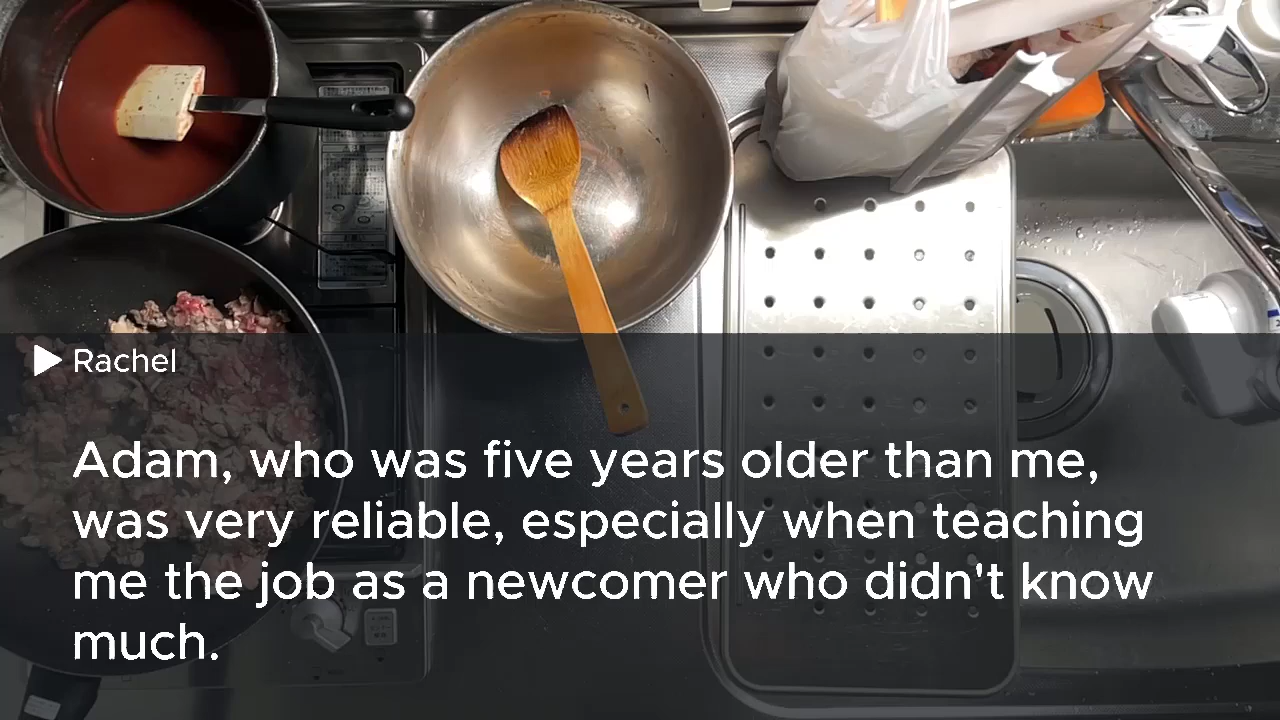 Rachel
Adam, who was five years older than me,
was very reliable, especially when teaching
me the job as a newcomer who didn't know
much.